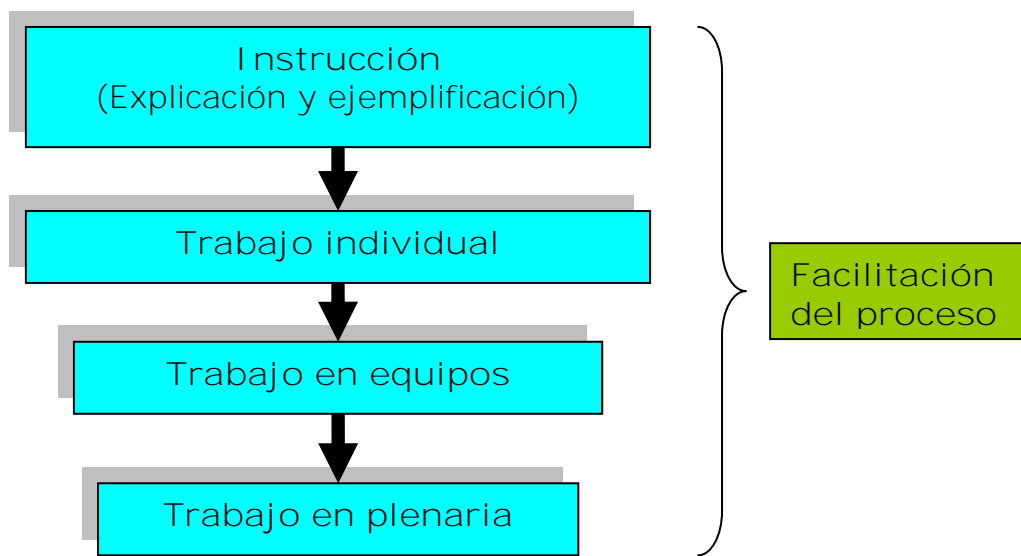 Instrucción
(Explicación y ejemplificación)
Trabajo individual
Trabajo en equipos
Trabajo en plenaria
Facilitación
del proceso